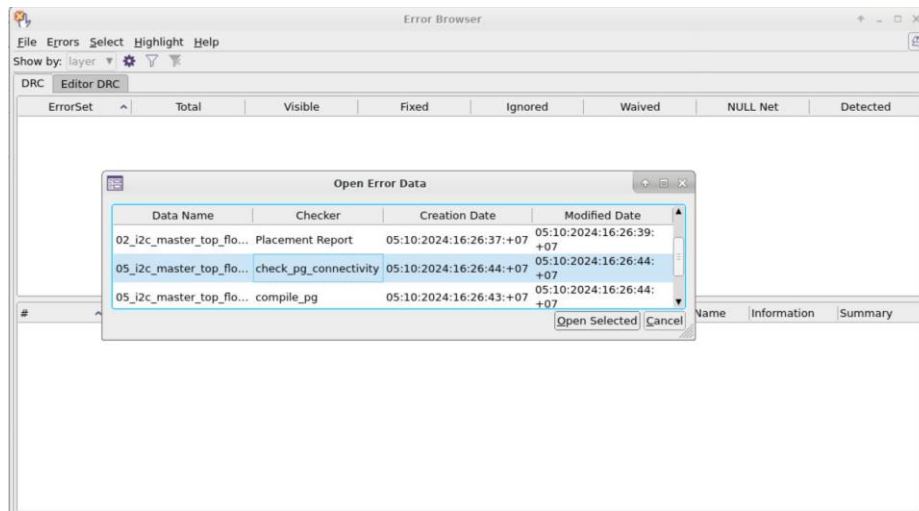 Error Browser
File Errors Select Highlight Help
Show by: layer
DRC Editor DRC
ErrorSet Total Visible Fixed Ignored Waived NULL Net Detected
Open Error Data
Data Name Checker Creation Date Modified Date
02_i2c_master_top_flo... Placement Report 05:10:2024:16:26:37:+07 05:10:2024:16:26:39:
+07
05_i2c_master_top_flo... check_pg_connectivity 05:10:2024:16:26:44:+07 05:10:2024:16:26:44:
+07
05_i2c_master_top_flo... compile_pg 05:10:2024:16:26:43:+07 05:10:2024:16:26:44:
+07
Open Selected Cancel
# Name Information Summary